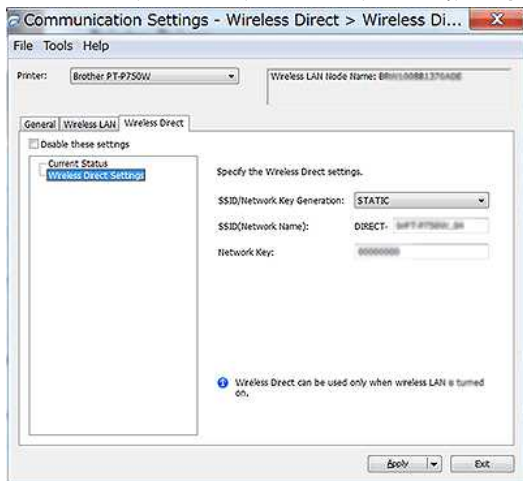 Communication Settings - Wireless Direct > Wireless Di...
File Tools Help
Printer: Brother PT-P750W Wireless LAN Node Name:
General Wireless LAN Wireless Direct
Disable these settings
Current Status
Wireless Direct Settings
Specify the Wireless Direct settings.
SSID/Network Key Generation: STATIC
SSID(Network Name): DIRECT-
Network Key:
Wireless Direct can be used only when wireless LAN is turned
on.
Apply Exit